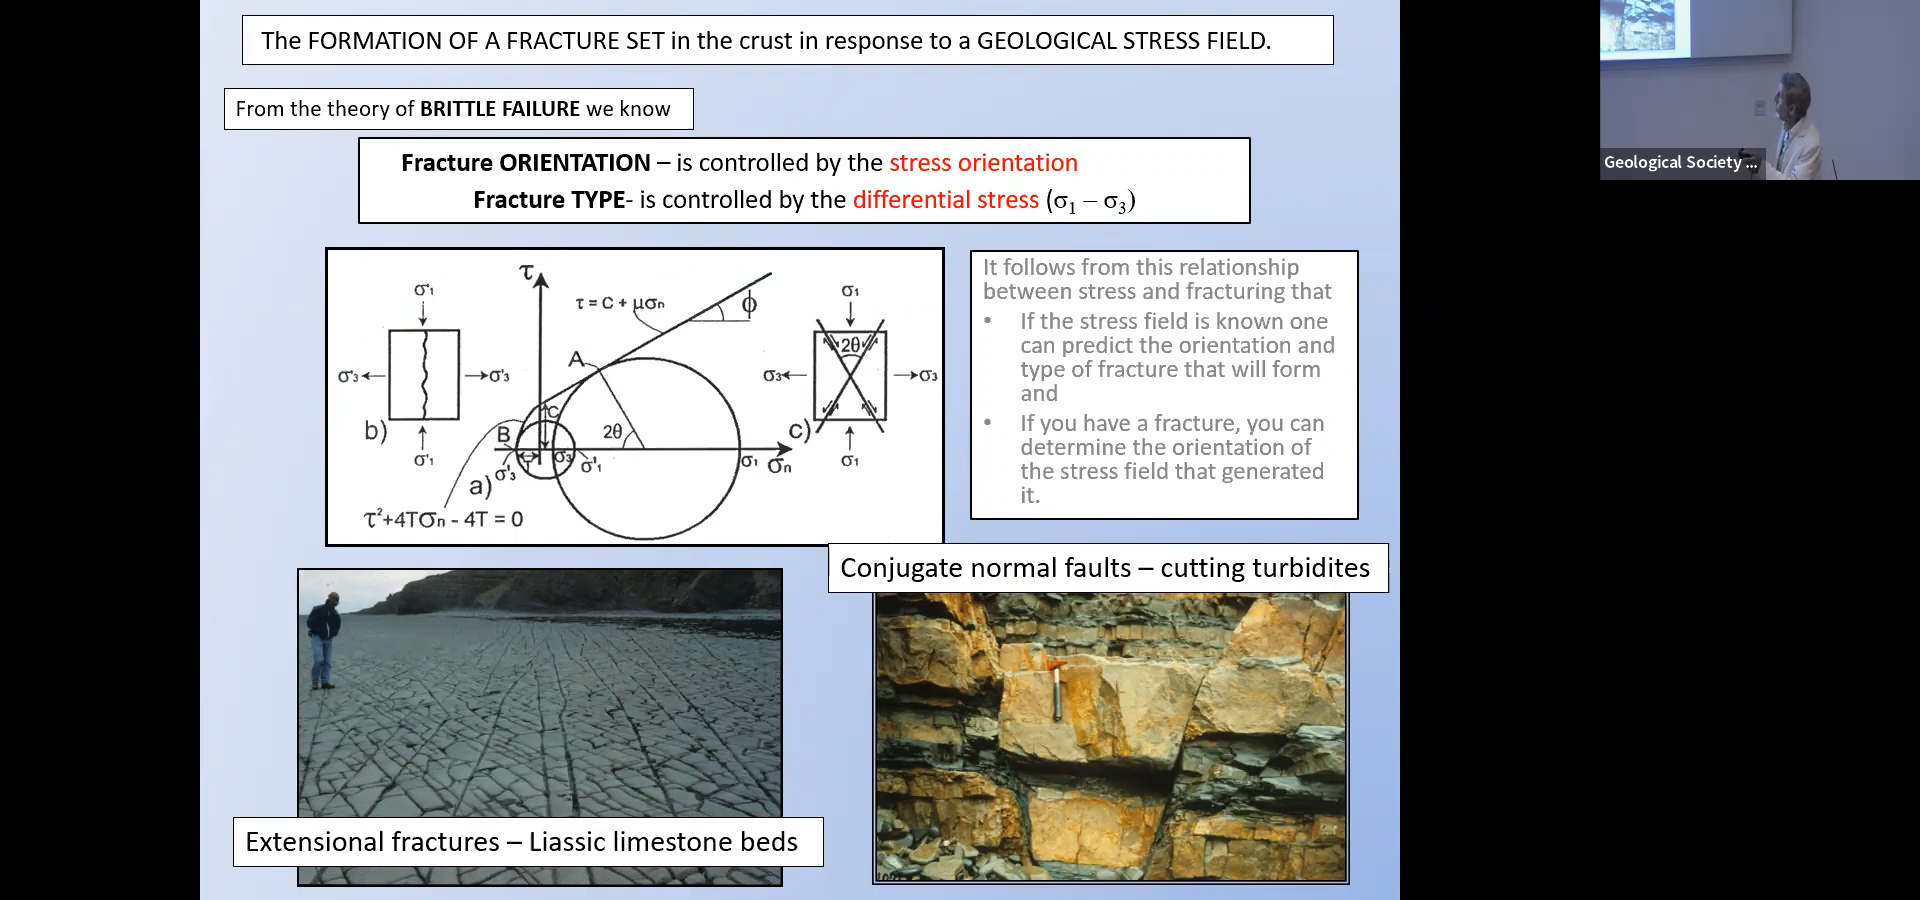 The FORMATION OF A FRACTURE SET in the crust in response to a GEOLOGICAL STRESS FIELD.
From the theory of BRITTLE FAILURE we know
Fracture ORIENTATION – is controlled by the stress orientation
Fracture TYPE- is controlled by the differential stress (σ1 – σ3)
Geological Society ...
τ
τ = C + μσn
ϕ
A
C
B
2θ
T
σ3
σ'1
σ'3
σ1
σn
a)
τ²+4Tσn - 4T = 0
σ'1
σ'3
σ'3
b)
σ'1
σ1
2θ
σ3
σ3
c)
σ1
It follows from this relationship
between stress and fracturing that
• If the stress field is known one
can predict the orientation and
type of fracture that will form
and
• If you have a fracture, you can
determine the orientation of
the stress field that generated
it.
Conjugate normal faults – cutting turbidites
Extensional fractures – Liassic limestone beds